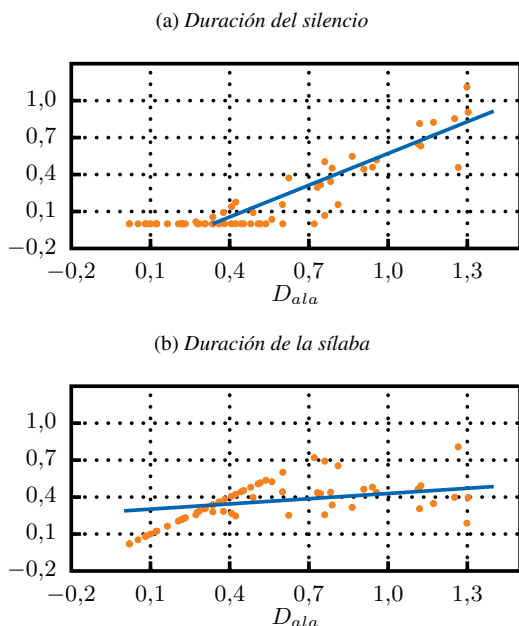 (a) Duración del silencio
1,0
0,7
0,4
0,1
−0,2
−0,2 0,1 0,4 0,7 1,0 1,3
D_ala
(b) Duración de la sílaba
1,0
0,7
0,4
0,1
−0,2
−0,2 0,1 0,4 0,7 1,0 1,3
D_ala